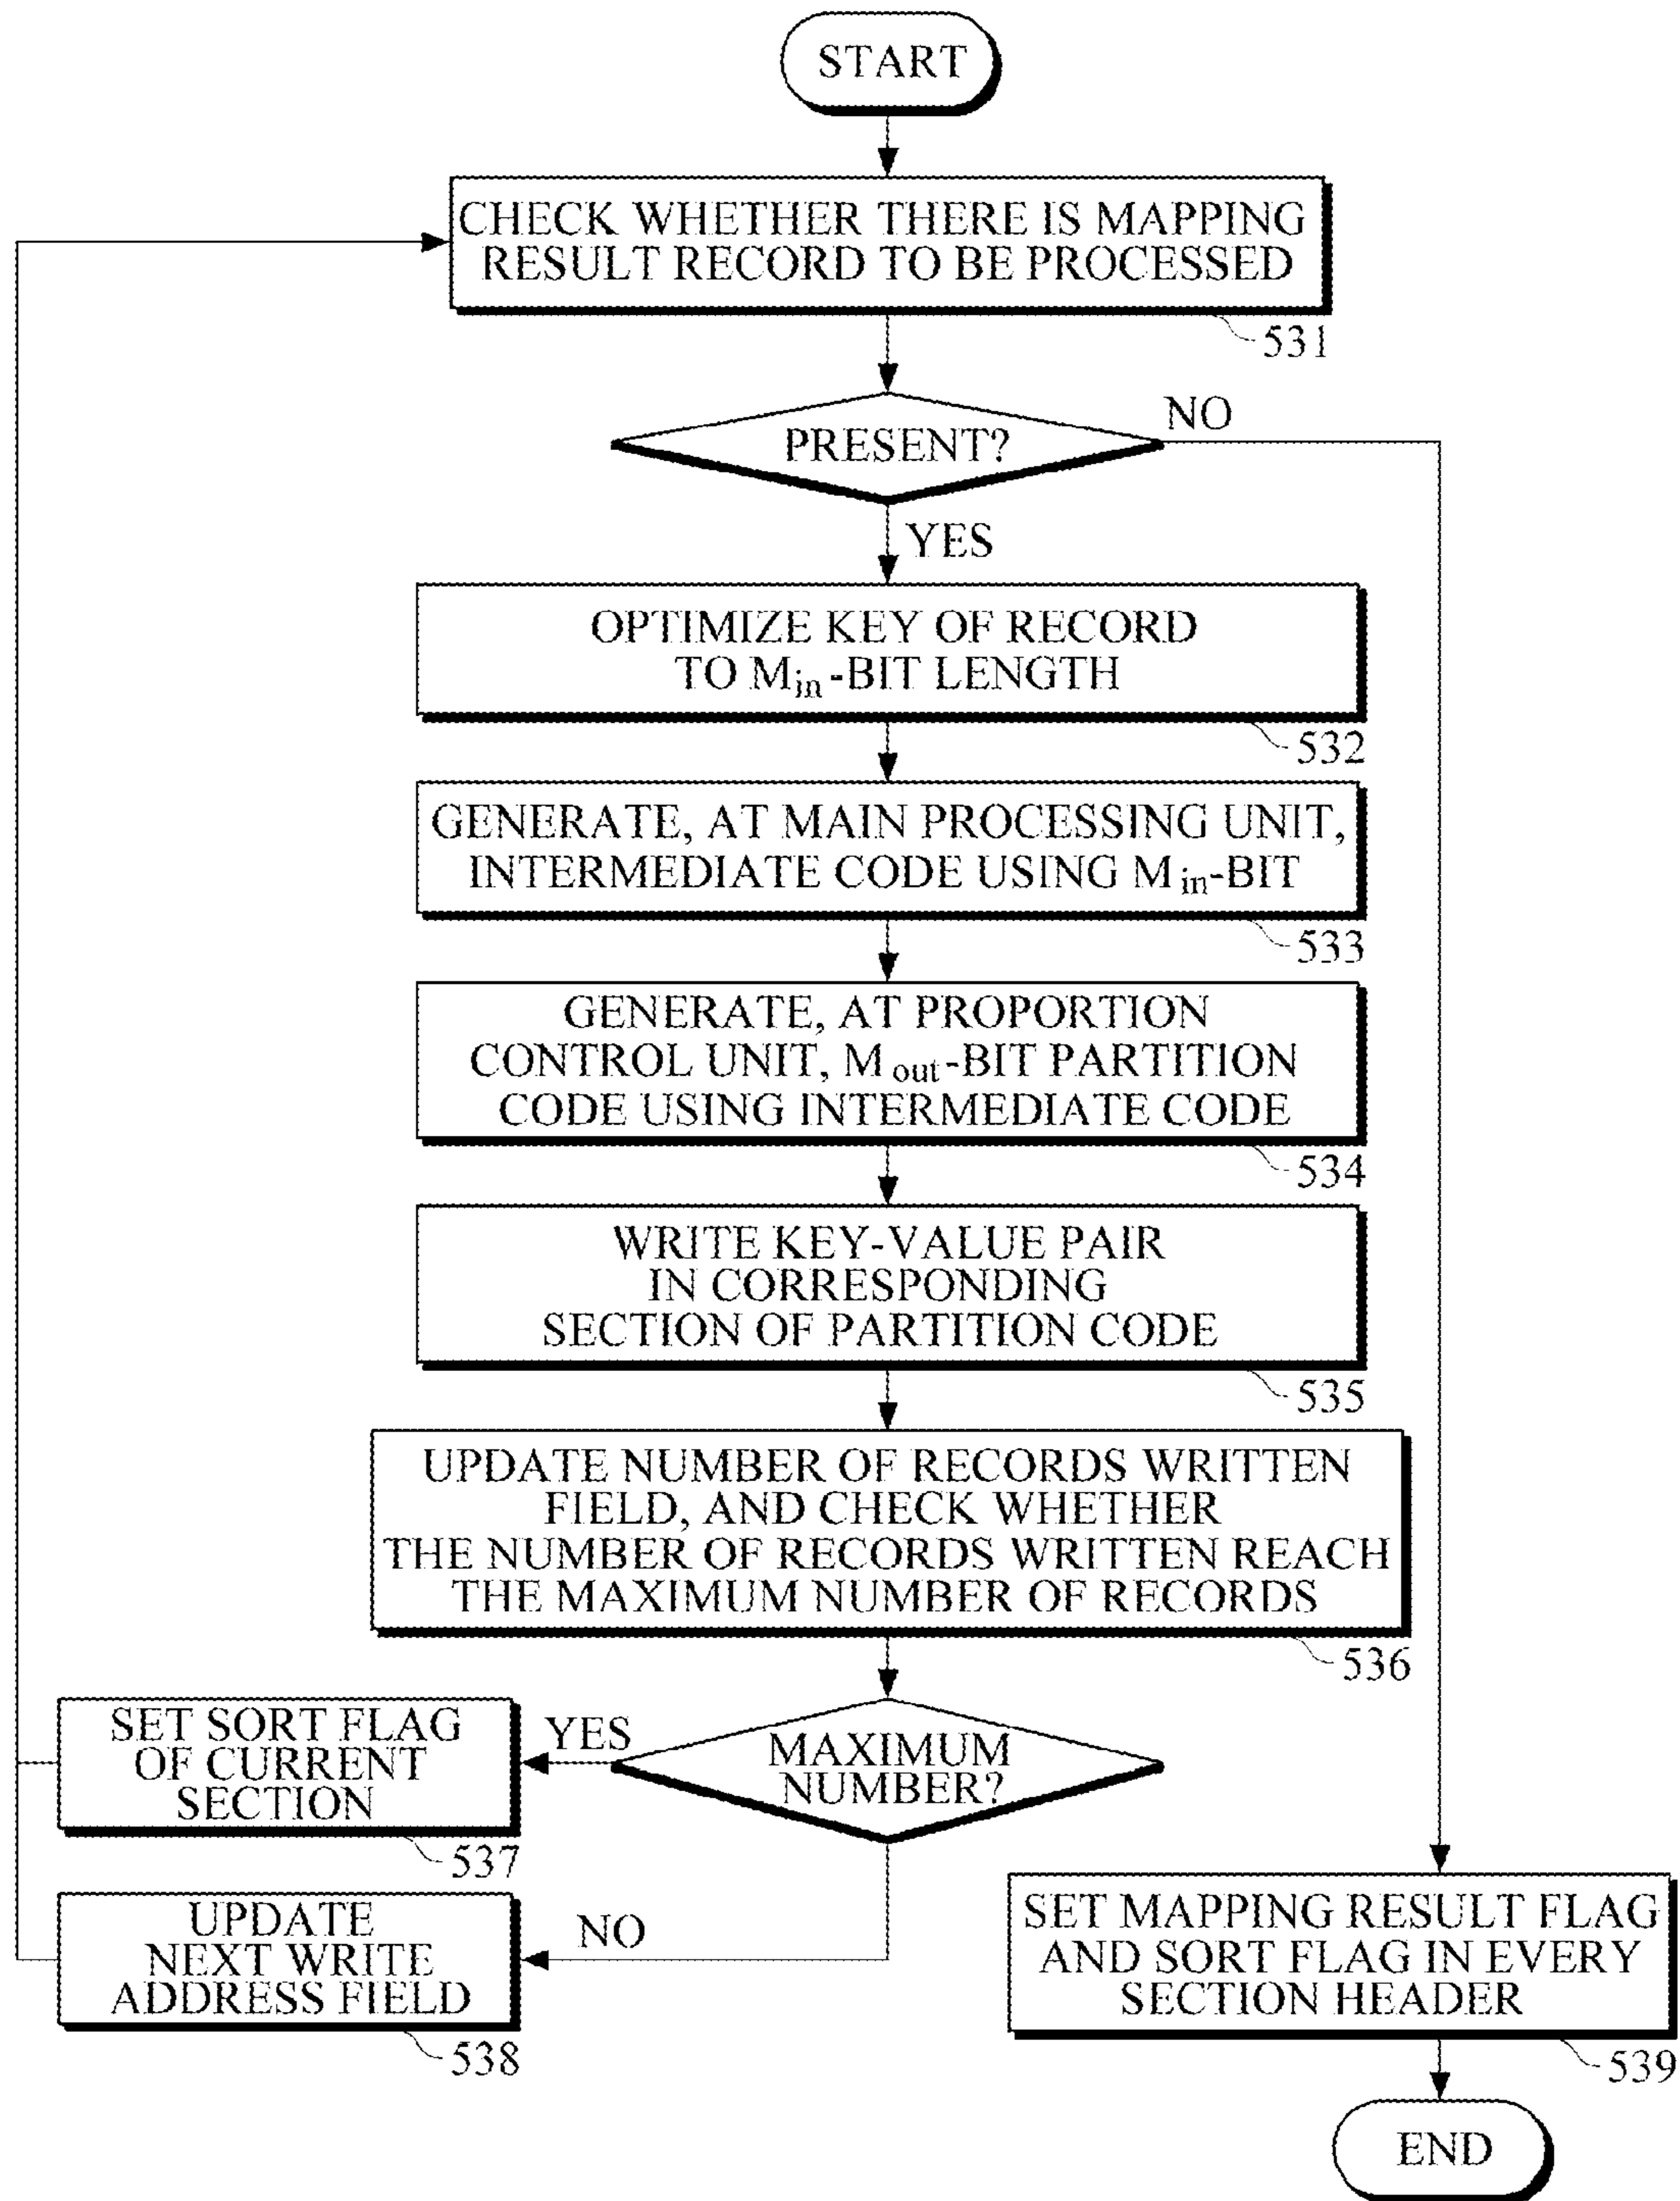 START
CHECK WHETHER THERE IS MAPPING
RESULT RECORD TO BE PROCESSED
531
PRESENT?
NO
YES
OPTIMIZE KEY OF RECORD
TO Min-BIT LENGTH
532
GENERATE, AT MAIN PROCESSING UNIT,
INTERMEDIATE CODE USING Min-BIT
533
GENERATE, AT PROPORTION
CONTROL UNIT, Mout-BIT PARTITION
CODE USING INTERMEDIATE CODE
534
WRITE KEY-VALUE PAIR
IN CORRESPONDING
SECTION OF PARTITION CODE
535
UPDATE NUMBER OF RECORDS WRITTEN
FIELD, AND CHECK WHETHER
THE NUMBER OF RECORDS WRITTEN REACH
THE MAXIMUM NUMBER OF RECORDS
536
MAXIMUM
NUMBER?
YES
SET SORT FLAG
OF CURRENT
SECTION
537
NO
UPDATE
NEXT WRITE
ADDRESS FIELD
538
SET MAPPING RESULT FLAG
AND SORT FLAG IN EVERY
SECTION HEADER
539
END